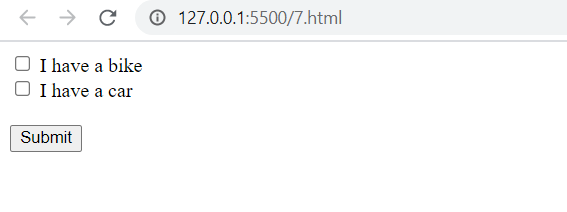 127.0.0.1:5500/7.html
I have a bike
I have a car
Submit